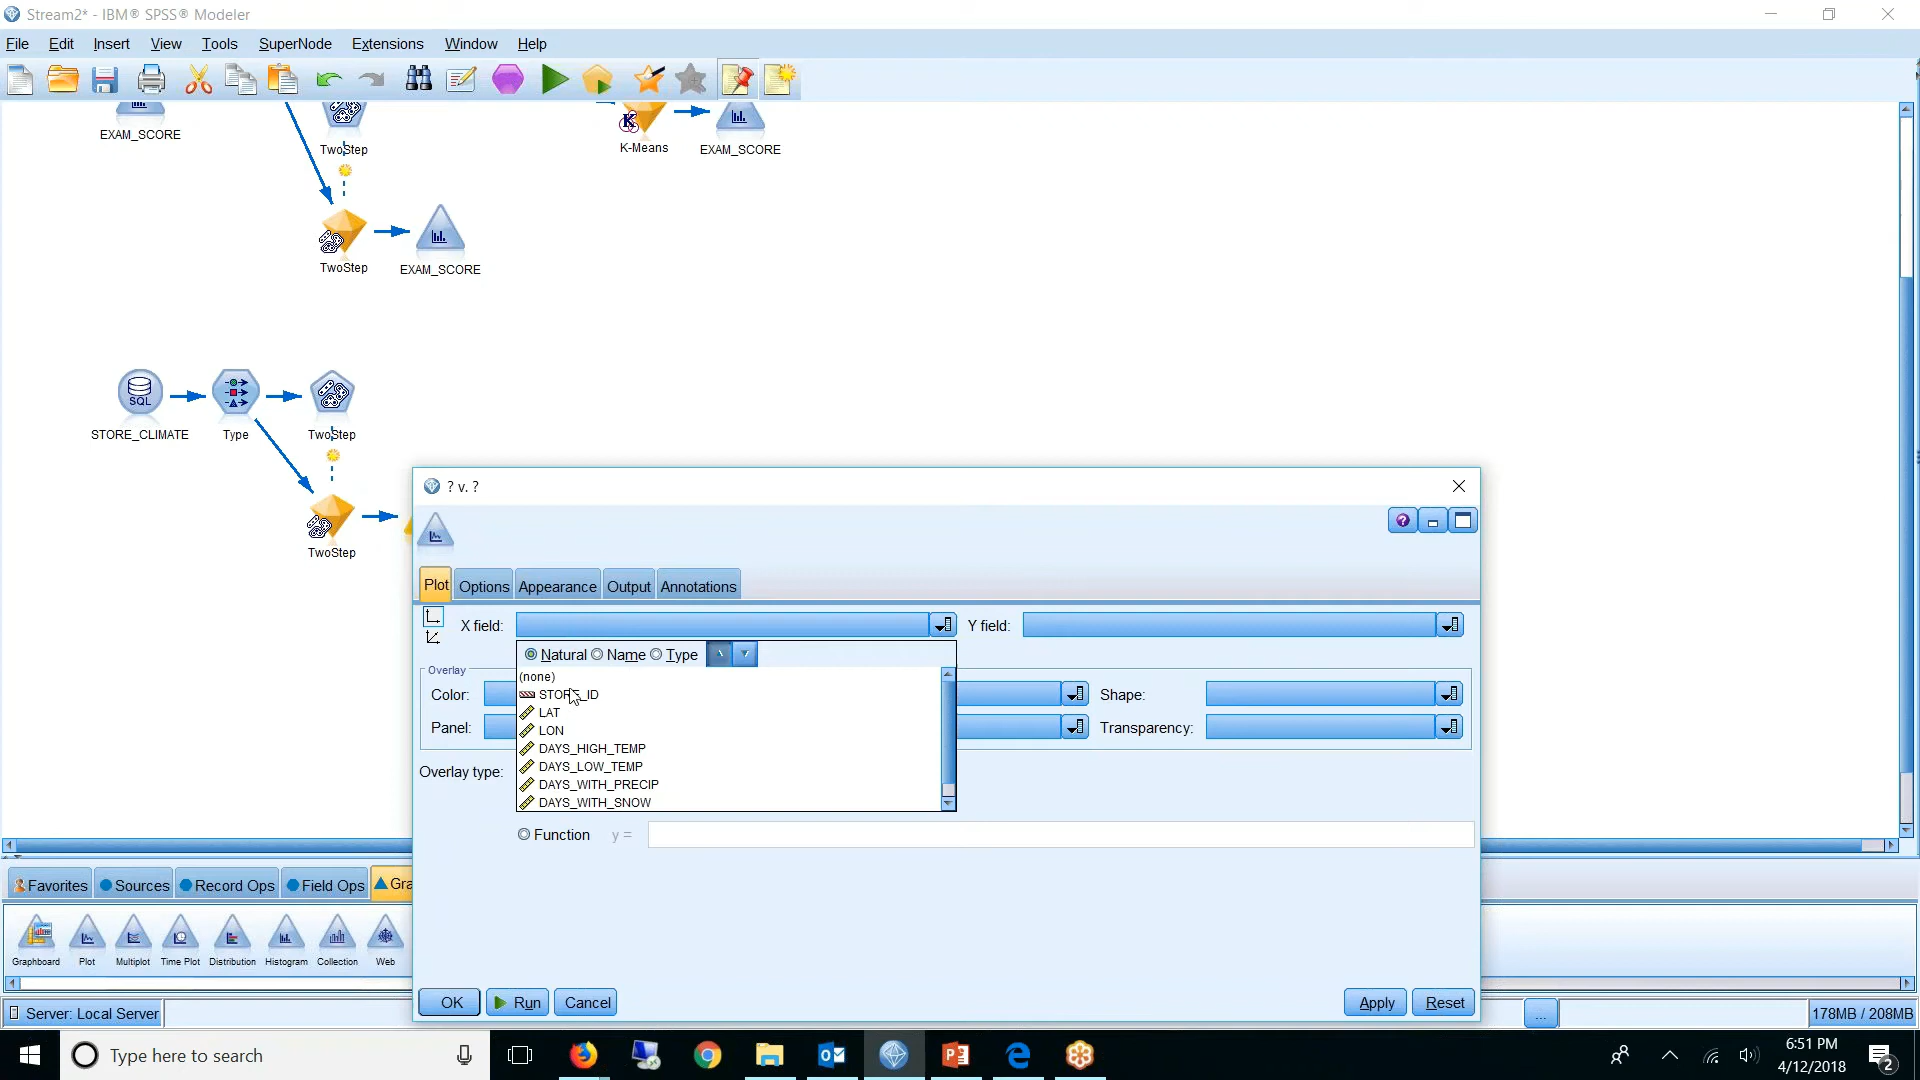 Stream2* - IBM® SPSS® Modeler
File Edit Insert View Tools SuperNode Extensions Window Help
EXAM_SCORE
TwoStep
K-Means
EXAM_SCORE
TwoStep
EXAM_SCORE
SQL
STORE_CLIMATE
Type
TwoStep
TwoStep
? v. ?
Plot Options Appearance Output Annotations
X field:
Y field:
Natural Name Type
(none)
STORE_ID
LAT
LON
DAYS_HIGH_TEMP
DAYS_LOW_TEMP
DAYS_WITH_PRECIP
DAYS_WITH_SNOW
Overlay
Color:
Shape:
Panel:
Transparency:
Overlay type:
Function y =
Favorites Sources Record Ops Field Ops Gra
Graphboard Plot Multiplot Time Plot Distribution Histogram Collection Web
OK Run Cancel Apply Reset
Server: Local Server
...
178MB / 208MB
Type here to search
6:51 PM
4/12/2018
2